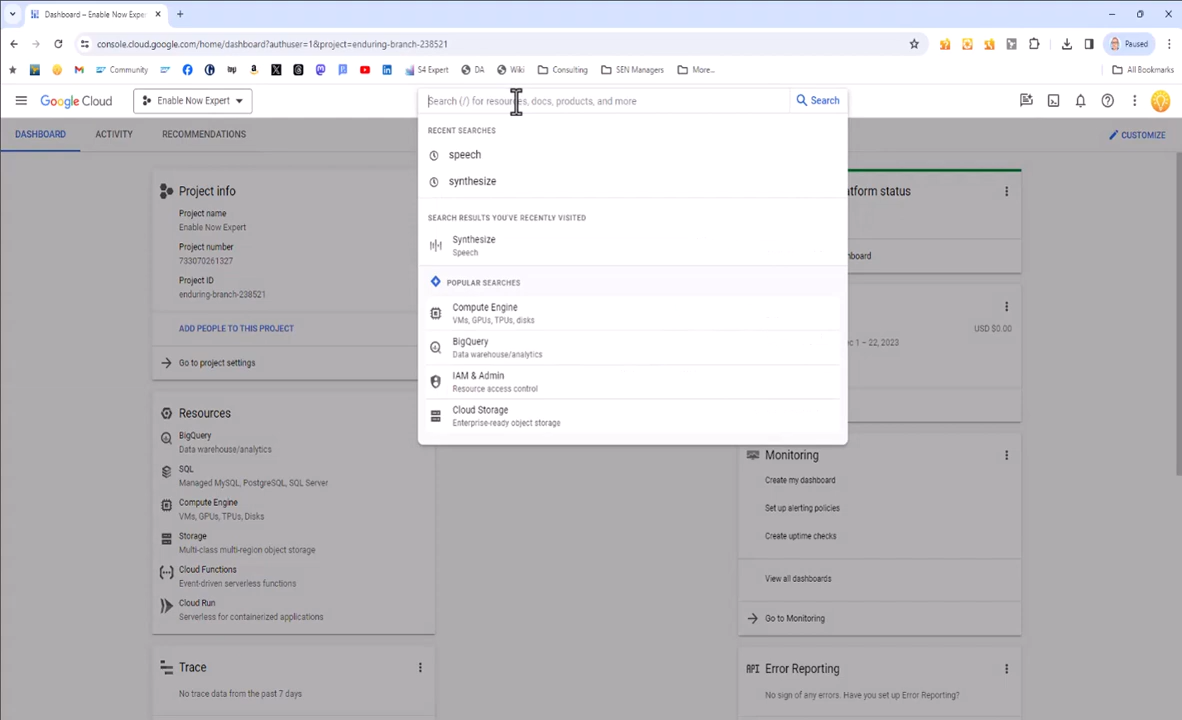 Dashboard – Enable Now Expe
console.cloud.google.com/home/dashboard?authuser=1&project=enduring-branch-238521
Paused
Community
tap
S4 Expert
DA
Wiki
Consulting
SEN Managers
More...
All Bookmarks
Google Cloud
Enable Now Expert
Search (/) for resources, docs, products, and more
Search
DASHBOARD
ACTIVITY
RECOMMENDATIONS
CUSTOMIZE
RECENT SEARCHES
speech
synthesize
SEARCH RESULTS YOU'VE RECENTLY VISITED
Synthesize
Speech
POPULAR SEARCHES
Compute Engine
VMs, GPUs, TPUs, disks
BigQuery
Data warehouse/analytics
IAM & Admin
Resource access control
Cloud Storage
Enterprise-ready object storage
Project info
Project name
Enable Now Expert
Project number
733070261327
Project ID
enduring-branch-238521
ADD PEOPLE TO THIS PROJECT
Go to project settings
Resources
BigQuery
Data warehouse/analytics
SQL
Managed MySQL, PostgreSQL, SQL Server
Compute Engine
VMs, GPUs, TPUs, Disks
Storage
Multi-class multi-region object storage
Cloud Functions
Event-driven serverless functions
Cloud Run
Serverless for containerized applications
Trace
No trace data from the past 7 days
atform status
board
USD $0.00
c 1 – 22, 2023
Monitoring
Create my dashboard
Set up alerting policies
Create uptime checks
View all dashboards
Go to Monitoring
API Error Reporting
No sign of any errors. Have you set up Error Reporting?